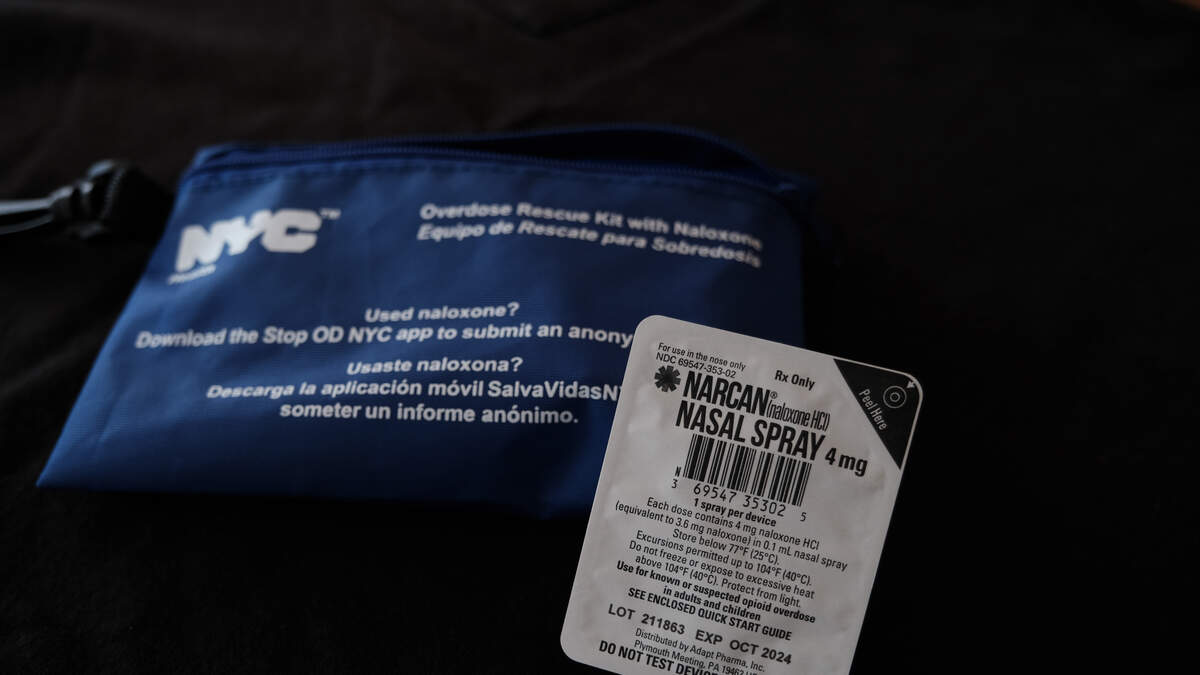 NYC™
Health
Overdose Rescue Kit with Naloxone
Equipo de Rescate para Sobredosis
Used naloxone?
Download the Stop OD NYC app to submit an anony
Usaste naloxona?
Descarga la aplicación móvil SalvaVidasN
someter un informe anónimo.
For use in the nose only
NDC 69547-353-02
Rx Only
Peel Here
NARCAN® (naloxone HCl)
NASAL SPRAY 4 mg
N
3 69547 35302 5
1 spray per device
Each dose contains 4 mg naloxone HCl
(equivalent to 3.6 mg naloxone) in 0.1 mL nasal spray
Store below 77°F (25°C).
Excursions permitted up to 104°F (40°C).
Do not freeze or expose to excessive heat
above 104°F (40°C). Protect from light.
Use for known or suspected opioid overdose
in adults and children
SEE ENCLOSED QUICK START GUIDE
LOT 211863 EXP OCT 2024
Distributed by Adapt Pharma, Inc.
Plymouth Meeting, PA 19462
DO NOT TEST DEVIC